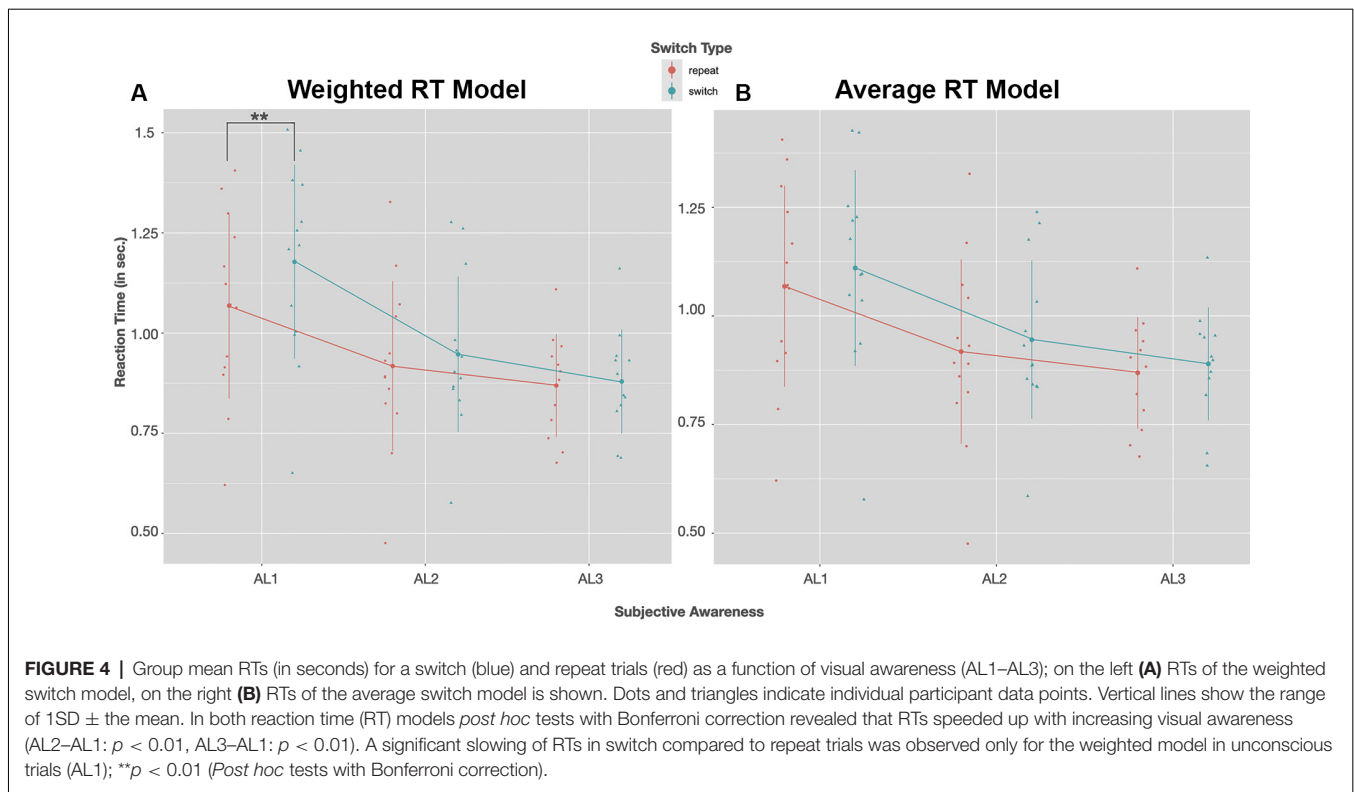 Switch Type
repeat
switch
A
Weighted RT Model
B
Average RT Model
**
Reaction Time (in sec.)
1.5
1.25
1.00
0.75
0.50
1.25
1.00
0.75
0.50
AL1
AL2
AL3
AL1
AL2
AL3
Subjective Awareness
FIGURE 4 | Group mean RTs (in seconds) for a switch (blue) and repeat trials (red) as a function of visual awareness (AL1–AL3); on the left (A) RTs of the weighted
switch model, on the right (B) RTs of the average switch model is shown. Dots and triangles indicate individual participant data points. Vertical lines show the range
of 1SD ± the mean. In both reaction time (RT) models post hoc tests with Bonferroni correction revealed that RTs speeded up with increasing visual awareness
(AL2–AL1: p < 0.01, AL3–AL1: p < 0.01). A significant slowing of RTs in switch compared to repeat trials was observed only for the weighted model in unconscious
trials (AL1); **p < 0.01 (Post hoc tests with Bonferroni correction).